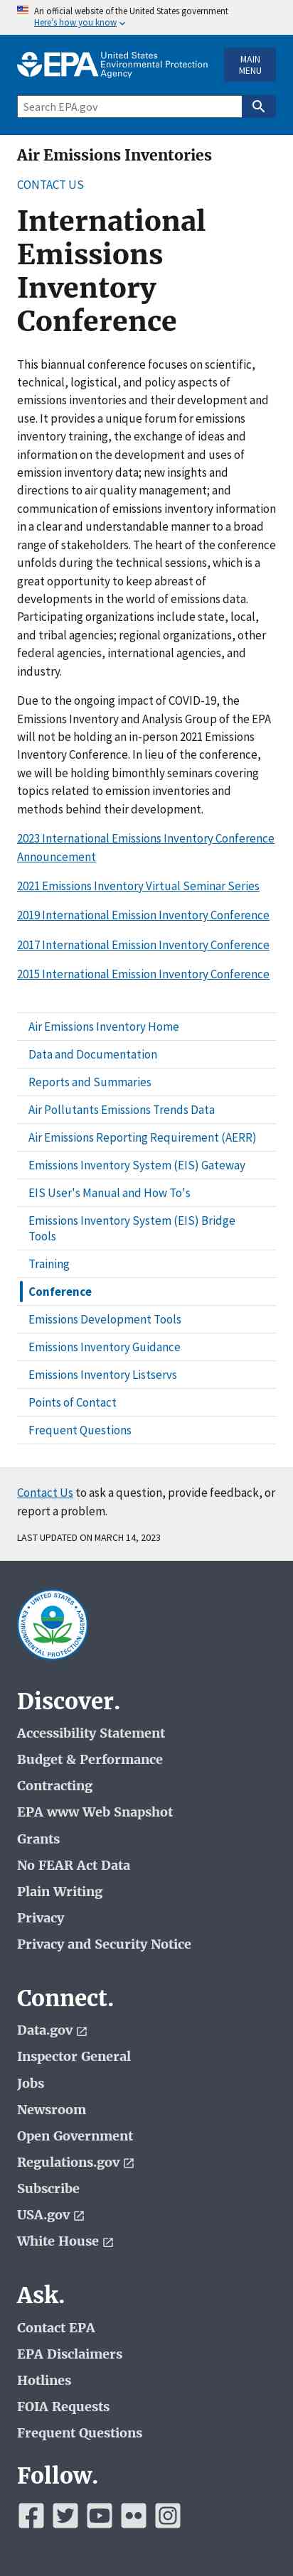 An official website of the United States government
Here's how you know
EPA United States
Environmental Protection
Agency
MAIN
MENU
Search EPA.gov
Air Emissions Inventories
CONTACT US
International
Emissions
Inventory
Conference
This biannual conference focuses on scientific,
technical, logistical, and policy aspects of
emissions inventories and their development and
use. It provides a unique forum for emissions
inventory training, the exchange of ideas and
information on the development and uses of
emission inventory data; new insights and
directions to air quality management; and
communication of emissions inventory information
in a clear and understandable manner to a broad
range of stakeholders. The heart of the conference
unfolds during the technical sessions, which is a
great opportunity to keep abreast of
developments in the world of emissions data.
Participating organizations include state, local,
and tribal agencies; regional organizations, other
federal agencies, international agencies, and
industry.
Due to the ongoing impact of COVID-19, the
Emissions Inventory and Analysis Group of the EPA
will not be holding an in-person 2021 Emissions
Inventory Conference. In lieu of the conference,
we will be holding bimonthly seminars covering
topics related to emission inventories and
methods behind their development.
2023 International Emissions Inventory Conference
Announcement
2021 Emissions Inventory Virtual Seminar Series
2019 International Emission Inventory Conference
2017 International Emission Inventory Conference
2015 International Emission Inventory Conference
Air Emissions Inventory Home
Data and Documentation
Reports and Summaries
Air Pollutants Emissions Trends Data
Air Emissions Reporting Requirement (AERR)
Emissions Inventory System (EIS) Gateway
EIS User's Manual and How To's
Emissions Inventory System (EIS) Bridge
Tools
Training
Conference
Emissions Development Tools
Emissions Inventory Guidance
Emissions Inventory Listservs
Points of Contact
Frequent Questions
Contact Us to ask a question, provide feedback, or
report a problem.
LAST UPDATED ON MARCH 14, 2023
UNITED STATES
ENVIRONMENTAL PROTECTION AGENCY
Discover.
Accessibility Statement
Budget & Performance
Contracting
EPA www Web Snapshot
Grants
No FEAR Act Data
Plain Writing
Privacy
Privacy and Security Notice
Connect.
Data.gov
Inspector General
Jobs
Newsroom
Open Government
Regulations.gov
Subscribe
USA.gov
White House
Ask.
Contact EPA
EPA Disclaimers
Hotlines
FOIA Requests
Frequent Questions
Follow.